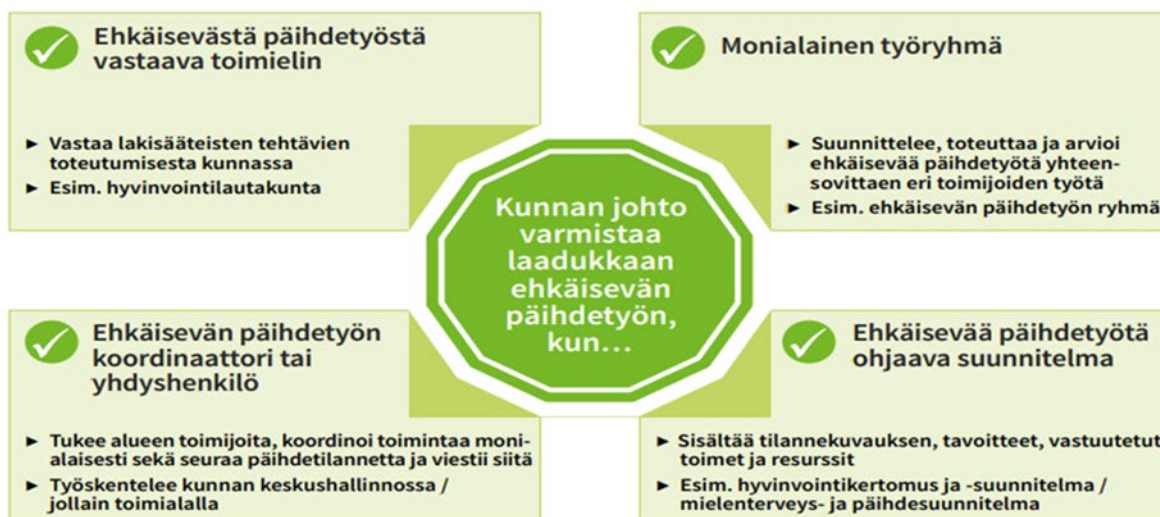 Ehkäisevästä päihdetyöstä
vastaava toimielin
► Vastaa lakisääteisten tehtävien
toteutumisesta kunnassa
► Esim. hyvinvointilautakunta
Monialainen työryhmä
► Suunnittelee, toteuttaa ja arvioi
ehkäisevää päihdetyötä yhteen-
sovittaen eri toimijoiden työtä
► Esim. ehkäisevän päihdetyön ryhmä
Kunnan johto
varmistaa
laadukkaan
ehkäisevän
päihdetyön,
kun...
Ehkäisevän päihdetyön
koordinaattori tai
yhdyshenkilö
► Tukee alueen toimijoita, koordinoi toimintaa moni-
alaisesti sekä seuraa päihdetilannetta ja viestii siitä
► Työskentelee kunnan keskushallinnossa /
jollain toimialalla
Ehkäisevää päihdetyötä
ohjaava suunnitelma
► Sisältää tilannekuvauksen, tavoitteet, vastuutetut
toimet ja resurssit
► Esim. hyvinvointikertomus ja -suunnitelma /
mielenterveys- ja päihdesuunnitelma